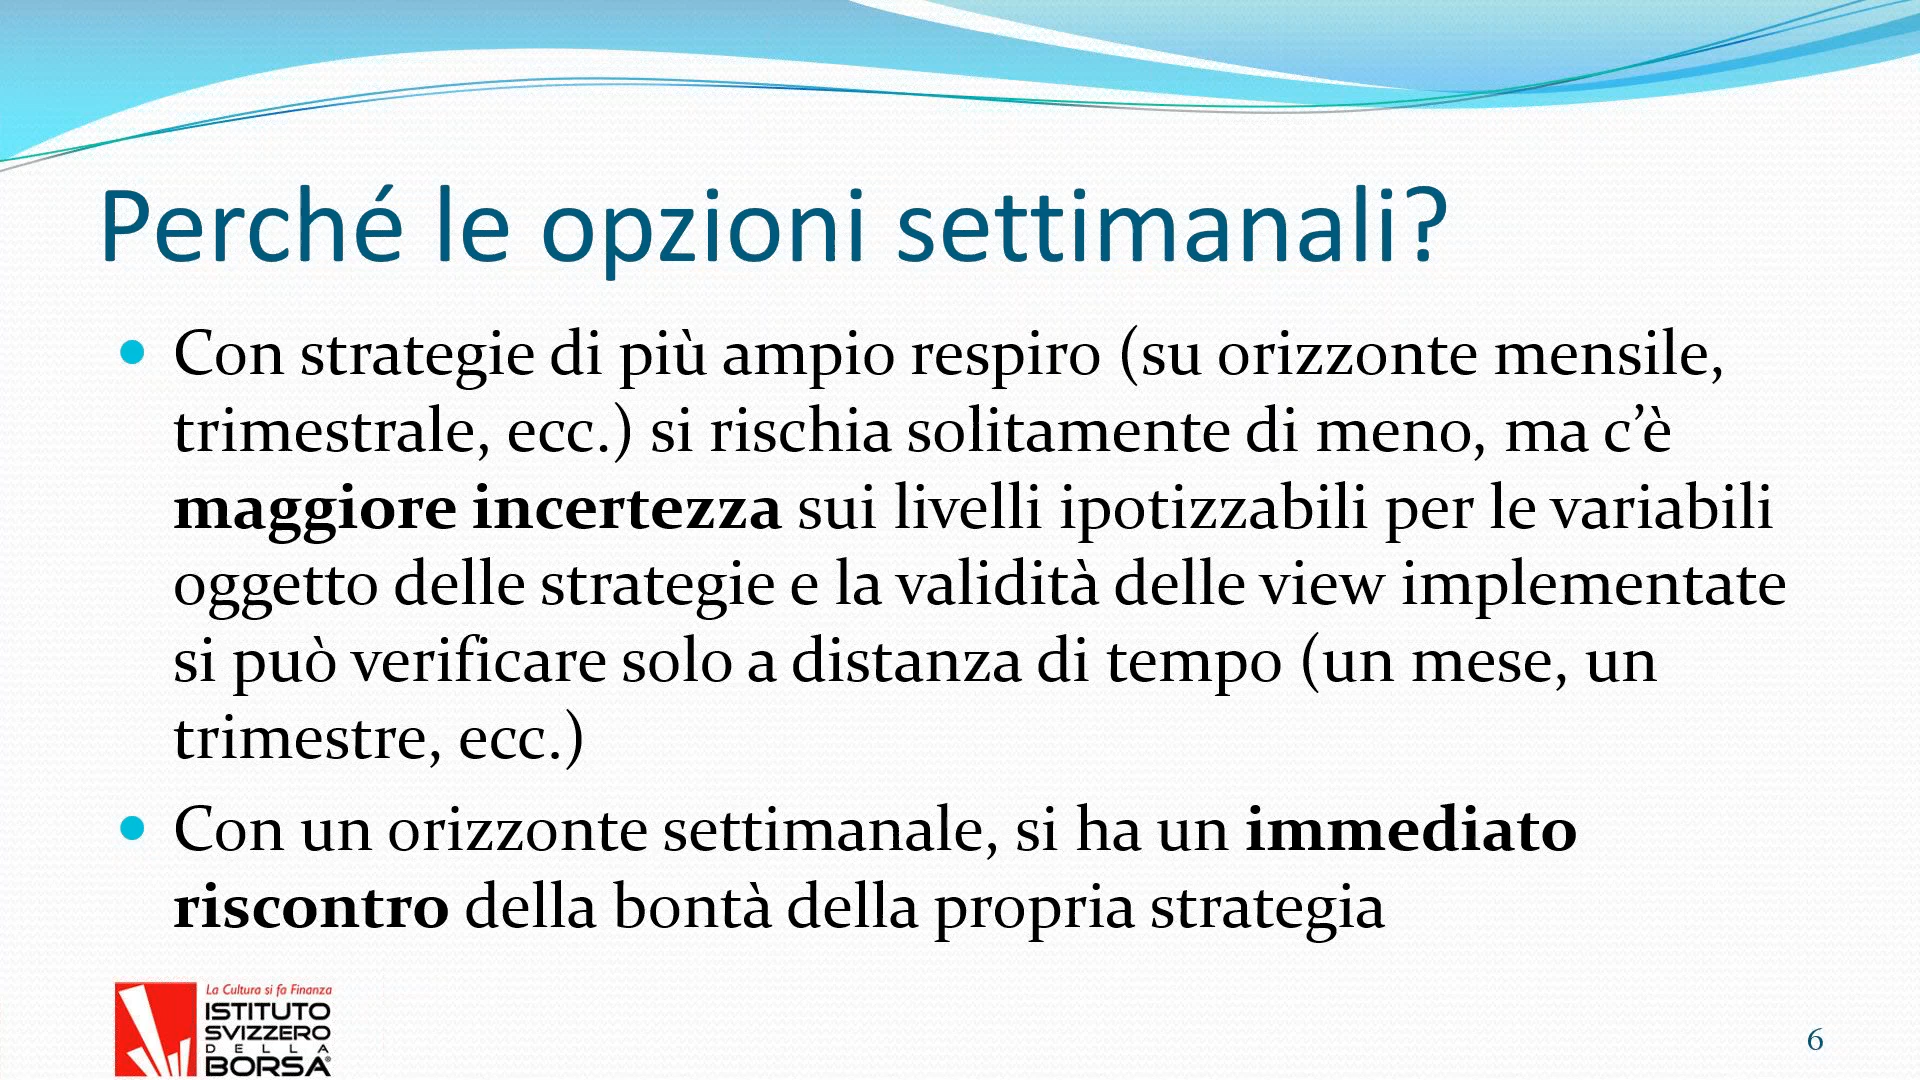 Perché le opzioni settimanali?
• Con strategie di più ampio respiro (su orizzonte mensile,
trimestrale, ecc.) si rischia solitamente di meno, ma c’è
maggiore incertezza sui livelli ipotizzabili per le variabili
oggetto delle strategie e la validità delle view implementate
si può verificare solo a distanza di tempo (un mese, un
trimestre, ecc.)
• Con un orizzonte settimanale, si ha un immediato
riscontro della bontà della propria strategia
La Cultura si fa Finanza
ISTITUTO
SVIZZERO
DELLA
BORSA®
6